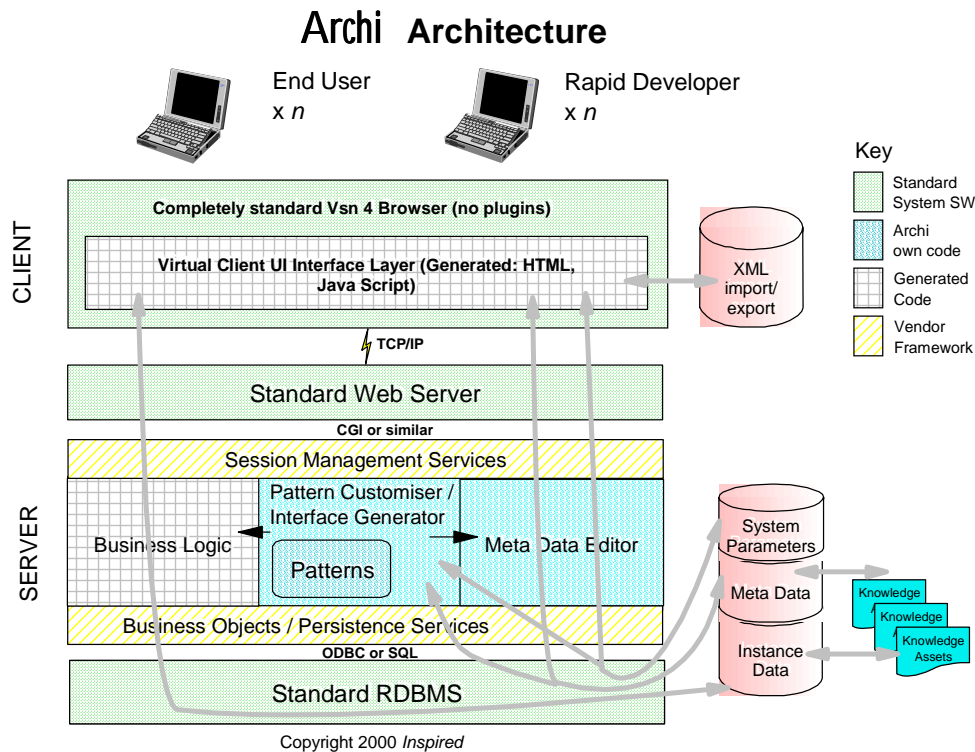 Archi Architecture
End User
x n
Rapid Developer
x n
Key
Standard
System SW
Archi
own code
Generated
Code
Vendor
Framework
CLIENT
Completely standard Vsn 4 Browser (no plugins)
Virtual Client UI Interface Layer (Generated: HTML,
Java Script)
XML
import/
export
TCP/IP
Standard Web Server
CGI or similar
SERVER
Session Management Services
Business Logic
Pattern Customiser /
Interface Generator
Patterns
Meta Data Editor
Business Objects / Persistence Services
ODBC or SQL
Standard RDBMS
System
Parameters
Meta Data
Instance
Data
Knowledge
Knowledge
Knowledge
Assets
Copyright 2000 Inspired